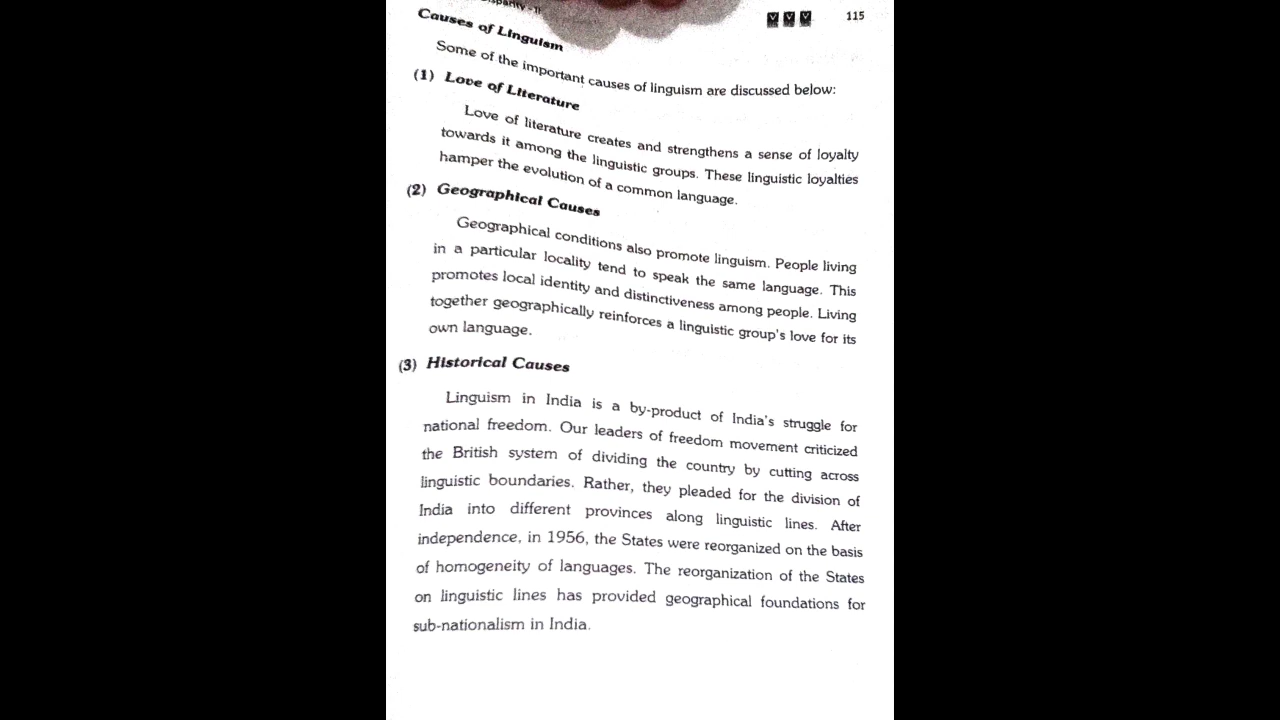 115
Causes of Linguism
Some of the important causes of linguism are discussed below:
(1) Love of Literature
Love of literature creates and strengthens a sense of loyalty
towards it among the linguistic groups. These linguistic loyalties
hamper the evolution of a common language.
(2) Geographical Causes
Geographical conditions also promote linguism. People living
in a particular locality tend to speak the same language. This
promotes local identity and distinctiveness among people. Living
together geographically reinforces a linguistic group's love for its
own language.
(3) Historical Causes
Linguism in India is a by-product of India's struggle for
national freedom. Our leaders of freedom movement criticized
the British system of dividing the country by cutting across
linguistic boundaries. Rather, they pleaded for the division of
India into different provinces along linguistic lines. After
independence, in 1956, the States were reorganized on the basis
of homogeneity of languages. The reorganization of the States
on linguistic lines has provided geographical foundations for
sub-nationalism in India.